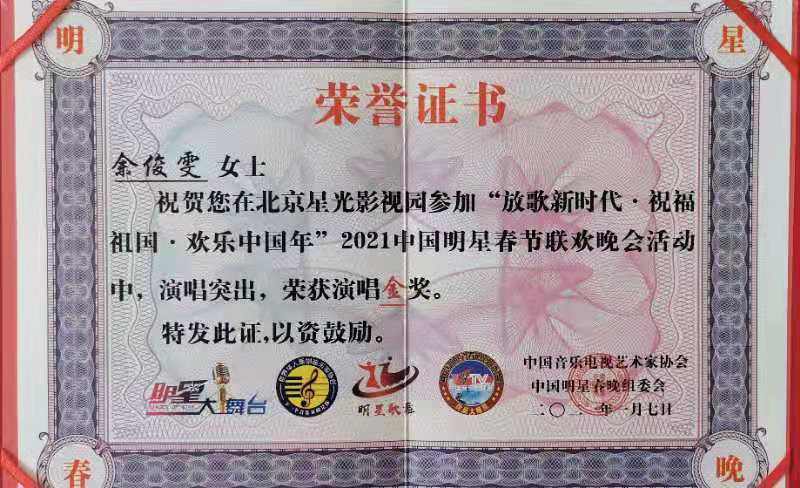 明
星
荣誉证书
余俊雯 女士
祝贺您在北京星光影视园参加“放歌新时代·祝福
祖国·欢乐中国年”2021中国明星春节联欢晚会活动
中，演唱突出，荣获演唱金奖。
特发此证,以资鼓励。
明星大舞台
明星歌春
TV
中国音乐电视艺术家协会
中国明星春晚组委会
二〇二一年一月七日
春
晚